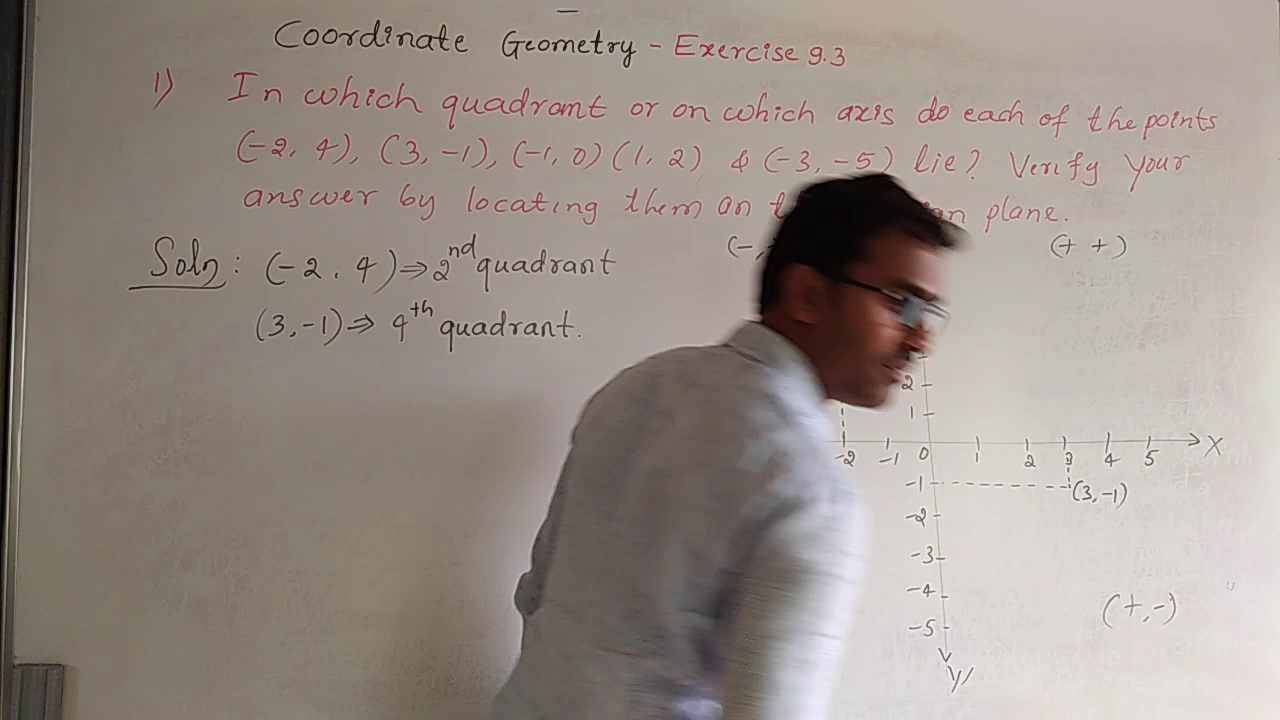 Coordinate Geometry - Exercise 9.3
1) In which quadrant or on which axis do each of the points
(-2, 4), (3, -1), (-1, 0) (1, 2) & (-3, -5) lie? Verify your
answer by locating them on plane.
Soln : (-2, 4) ⇒ 2nd quadrant
(+ +)
(3, -1) ⇒ 4th quadrant.
2
1
-2 -1 0 1 2 3 4 5 X
-1 (3, -1)
-2
-3
-4
(+, -)
-5
Y'